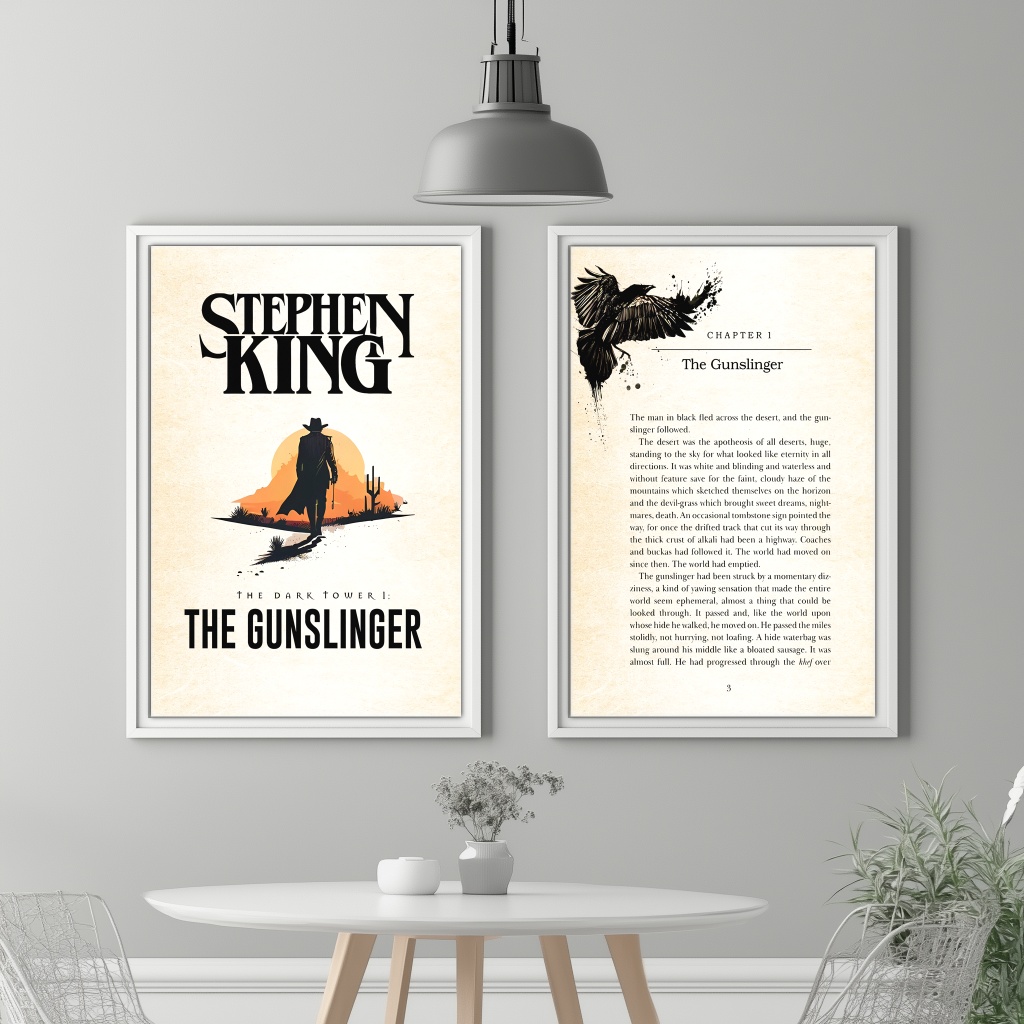 STEPHEN
KING
THE DARK TOWER I:
THE GUNSLINGER
CHAPTER 1
The Gunslinger
The man in black fled across the desert, and the gun-
slinger followed.
The desert was the apotheosis of all deserts, huge,
standing to the sky for what looked like eternity in all
directions. It was white and blinding and waterless and
without feature save for the faint, cloudy haze of the
mountains which sketched themselves on the horizon
and the devil-grass which brought sweet dreams, night-
mares, death. An occasional tombstone sign pointed the
way, for once the drifted track that cut its way through
the thick crust of alkali had been a highway. Coaches
and buckas had followed it. The world had moved on
since then. The world had emptied.
The gunslinger had been struck by a momentary diz-
ziness, a kind of yawing sensation that made the entire
world seem ephemeral, almost a thing that could be
looked through. It passed and, like the world upon
whose hide he walked, he moved on. He passed the miles
stolidly, not hurrying, not loafing. A hide waterbag was
slung around his middle like a bloated sausage. It was
almost full. He had progressed through the khef over
3